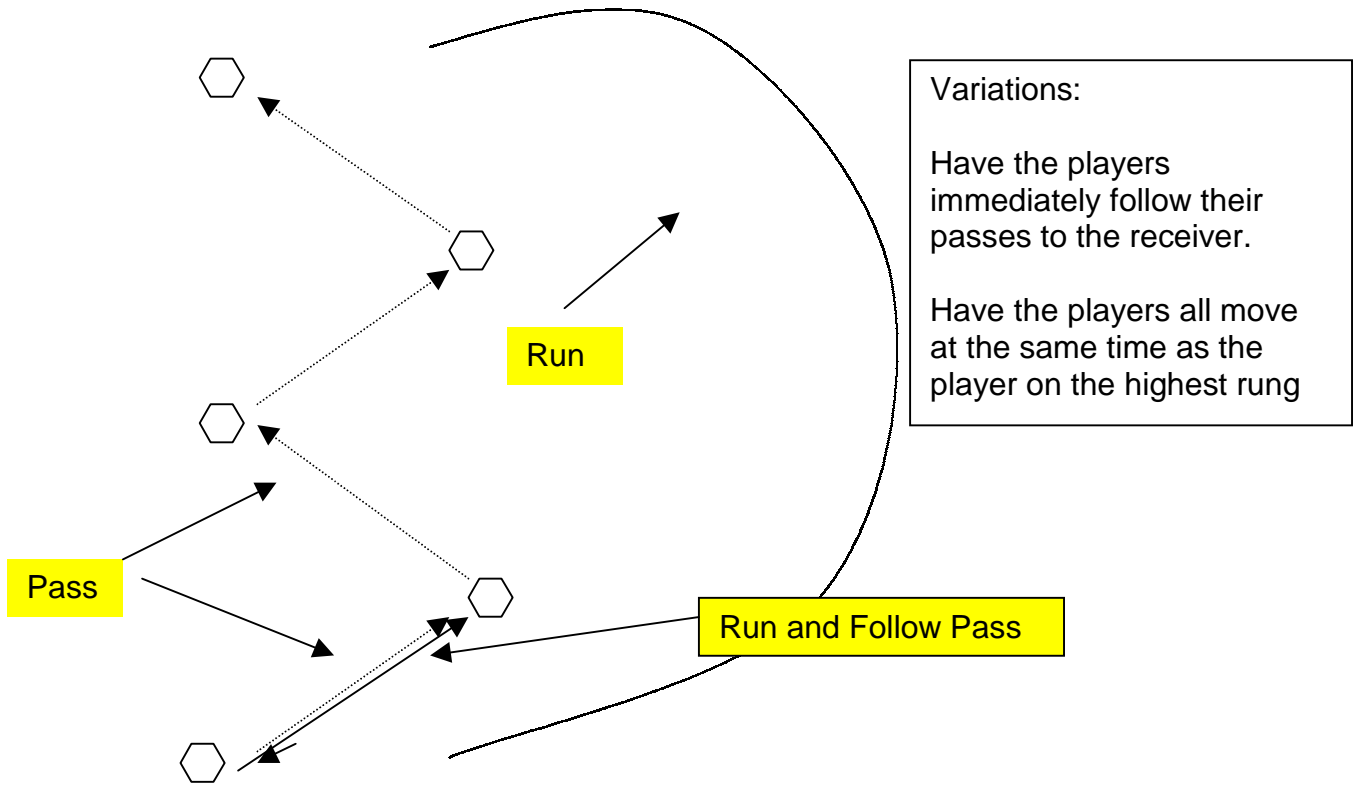 Variations:
Have the players
immediately follow their
passes to the receiver.
Have the players all move
at the same time as the
player on the highest rung
Run
Pass
Run and Follow Pass